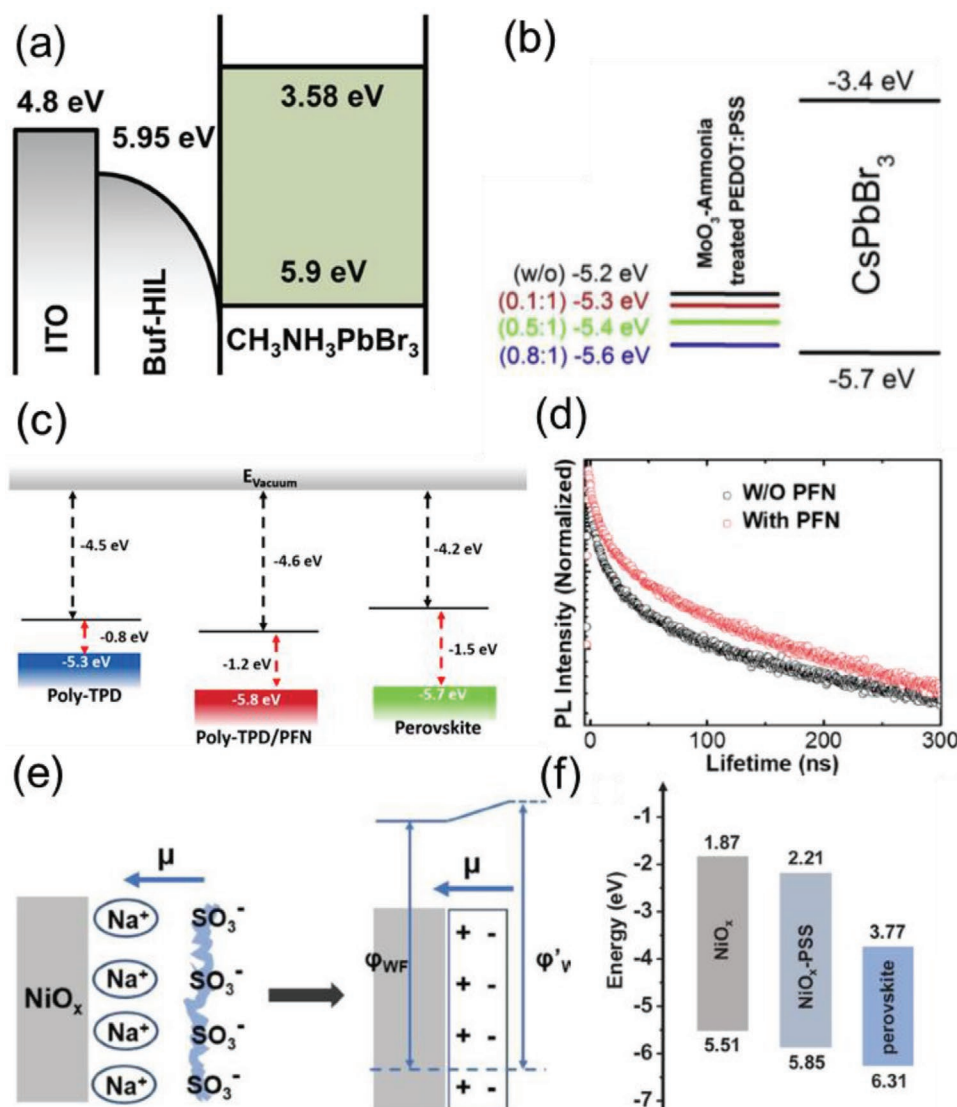 (a)
4.8 eV
5.95 eV
3.58 eV
5.9 eV
ITO
Buf-HIL
CH₃NH₃PbBr₃
(b)
-3.4 eV
MoO₃-Ammonia
treated PEDOT:PSS
CsPbBr₃
(w/o) -5.2 eV
(0.1:1) -5.3 eV
(0.5:1) -5.4 eV
(0.8:1) -5.6 eV
-5.7 eV
(c)
E_Vacuum
-4.5 eV
-4.6 eV
-4.2 eV
-0.8 eV
-1.2 eV
-1.5 eV
-5.3 eV
-5.8 eV
-5.7 eV
Poly-TPD
Poly-TPD/PFN
Perovskite
(d)
PL Intensity (Normalized)
W/O PFN
With PFN
0 100 200 300
Lifetime (ns)
(e)
μ
NiOₓ
Na⁺ SO₃⁻
Na⁺ SO₃⁻
Na⁺ SO₃⁻
Na⁺ SO₃⁻
μ
φ_WF
+ -
+ -
+ -
+ -
φ'
(f)
Energy (eV)
-1
-2
-3
-4
-5
-6
-7
1.87
NiOₓ
5.51
2.21
NiOₓ-PSS
5.85
3.77
perovskite
6.31